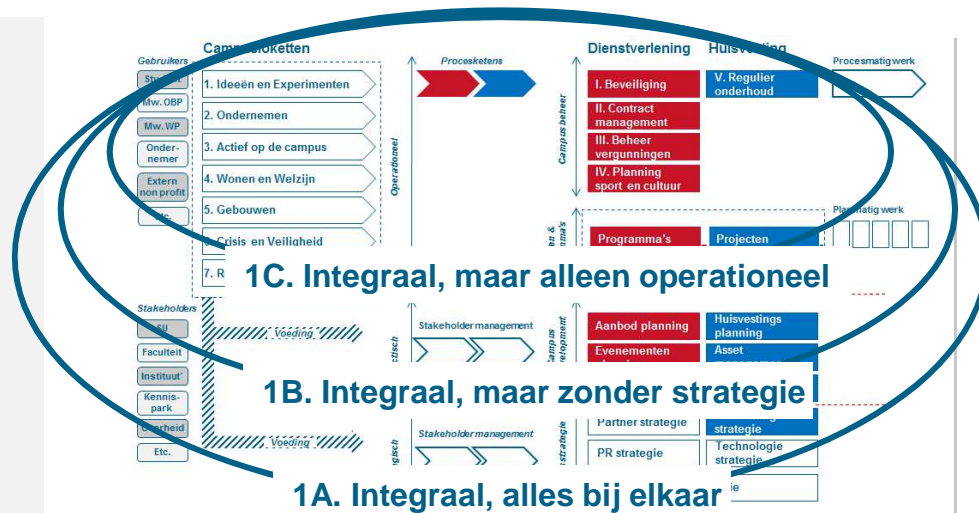 Campusloketten
Dienstverlening
Huisvesting
Gebruikers
Procesketens
Procesmatig werk
Student
Mw. OBP
Mw. WP
Onder-
nemer
Extern
non profit
Etc.
1. Ideeën en Experimenten
2. Ondernemen
3. Actief op de campus
4. Wonen en Welzijn
5. Gebouwen
6. Crisis en Veiligheid
7. R
Operationeel
Campus beheer
I. Beveiliging
II. Contract
management
III. Beheer
vergunningen
IV. Planning
sport en cultuur
V. Regulier
onderhoud
Planmatig werk
Programma's
Projecten
1C. Integraal, maar alleen operationeel
Stakeholders
SU
Faculteit
Instituut
Kennis-
park
Overheid
Etc.
Voeding
Stakeholder management
Aanbod planning
Evenementen
Huisvestings
planning
Asset
1B. Integraal, maar zonder strategie
Voeding
Stakeholder management
Partner strategie
PR strategie
strategie
Technologie
strategie
1A. Integraal, alles bij elkaar